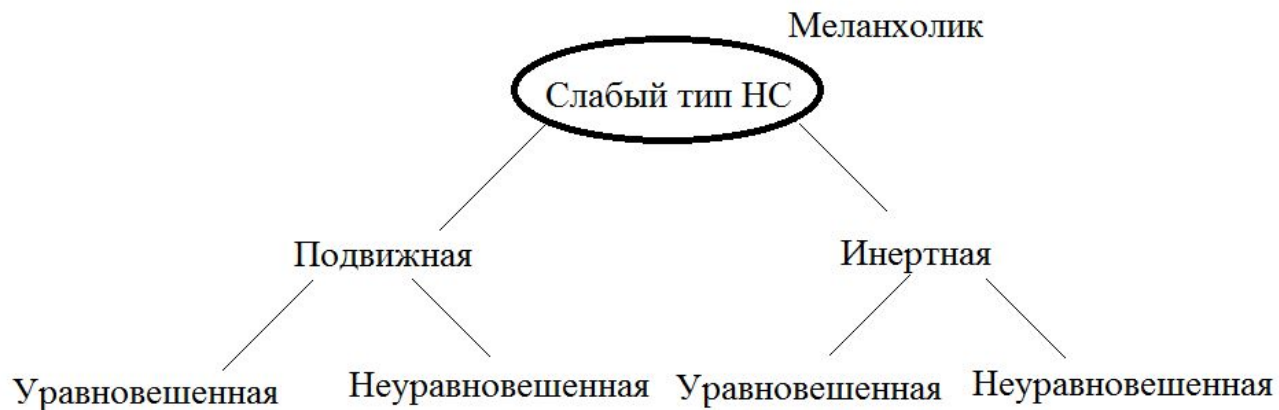 Меланхолик
Слабый тип НС
Подвижная
Инертная
Уравновешенная
Неуравновешенная
Уравновешенная
Неуравновешенная